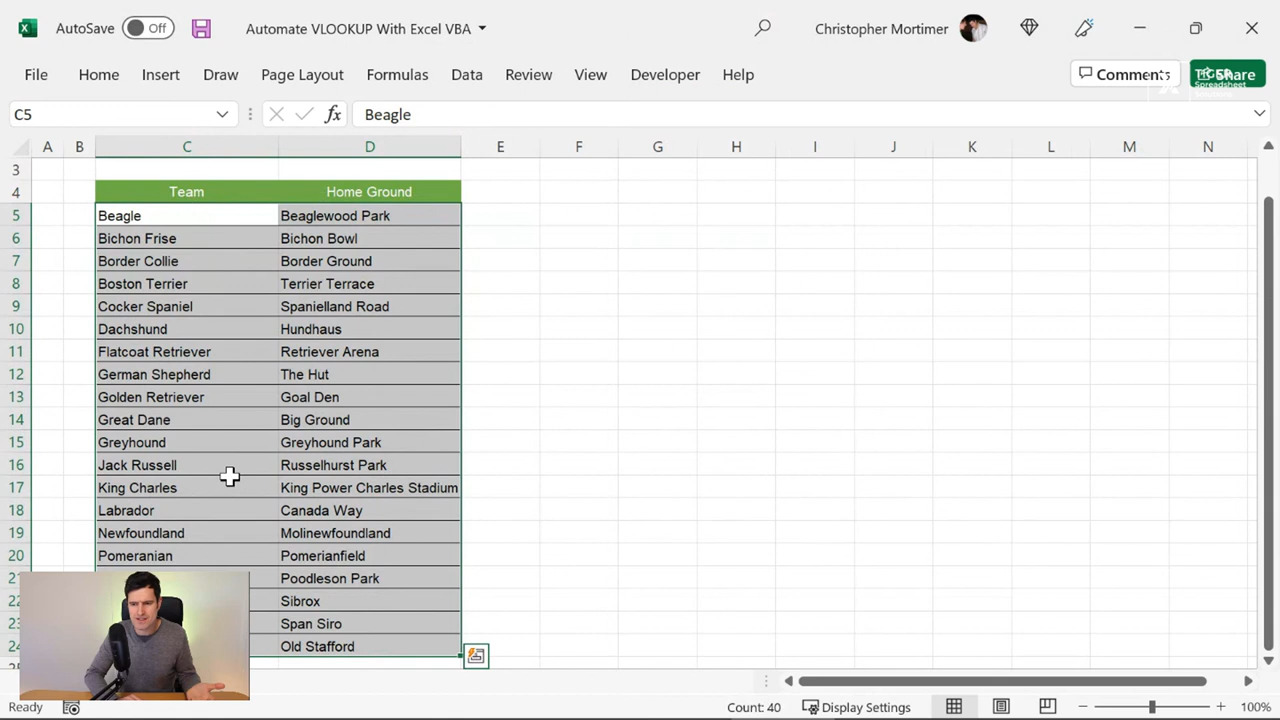 AutoSave Off Automate VLOOKUP With Excel VBA Christopher Mortimer
File Home Insert Draw Page Layout Formulas Data Review View Developer Help Comments Share
Spreadsheet
C5 fx Beagle
A B C D E F G H I J K L M N
3
4 Team Home Ground
5 Beagle Beaglewood Park
6 Bichon Frise Bichon Bowl
7 Border Collie Border Ground
8 Boston Terrier Terrier Terrace
9 Cocker Spaniel Spanielland Road
10 Dachshund Hundhaus
11 Flatcoat Retriever Retriever Arena
12 German Shepherd The Hut
13 Golden Retriever Goal Den
14 Great Dane Big Ground
15 Greyhound Greyhound Park
16 Jack Russell Russelhurst Park
17 King Charles King Power Charles Stadium
18 Labrador Canada Way
19 Newfoundland Molinewfoundland
20 Pomeranian Pomerianfield
Poodleson Park
Sibrox
Span Siro
Old Stafford
Ready Count: 40 Display Settings 100%